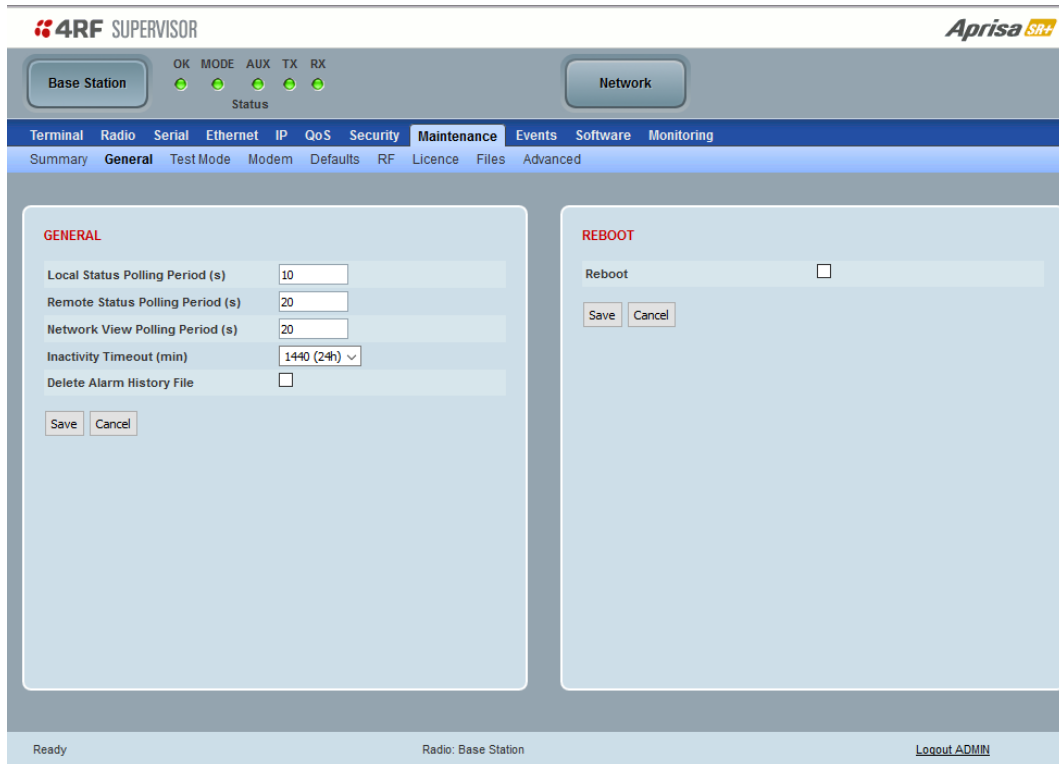 4RF SUPERVISOR
Aprisa SR+
Base Station
OK MODE AUX TX RX
Status
Network
Terminal Radio Serial Ethernet IP QoS Security Maintenance Events Software Monitoring
Summary General Test Mode Modem Defaults RF Licence Files Advanced
GENERAL
Local Status Polling Period (s) 10
Remote Status Polling Period (s) 20
Network View Polling Period (s) 20
Inactivity Timeout (min) 1440 (24h)
Delete Alarm History File
Save Cancel
REBOOT
Reboot
Save Cancel
Ready Radio: Base Station Logout ADMIN